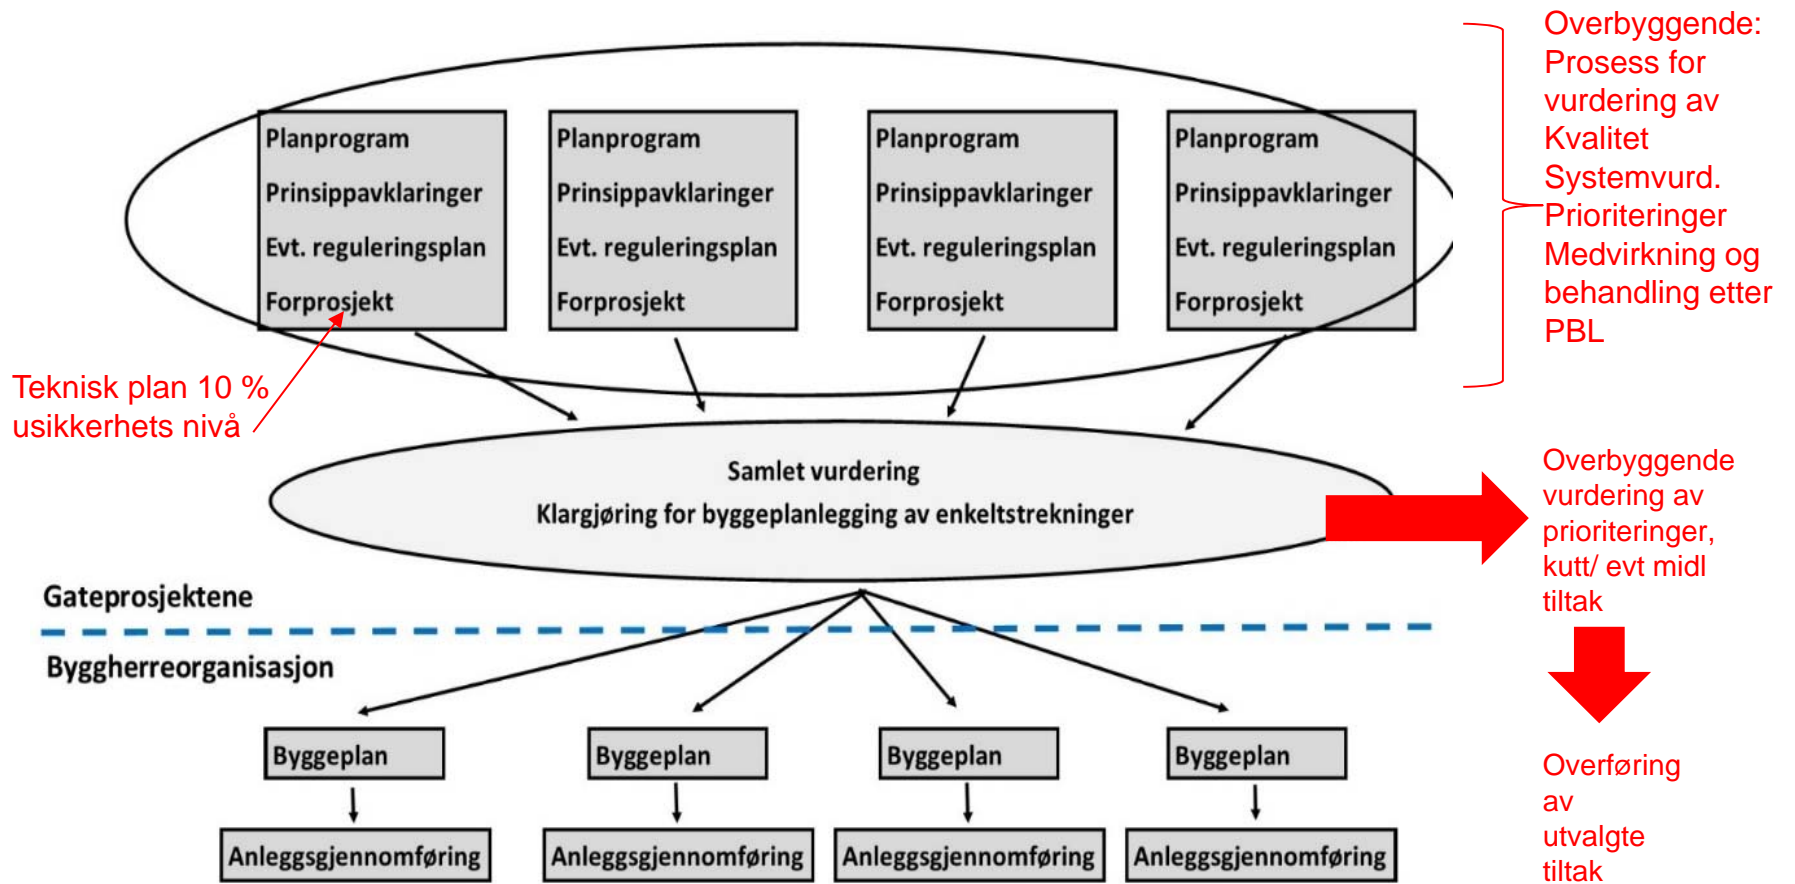 Overbyggende:
Prosess for
vurdering av
Kvalitet
Systemvurd.
Prioriteringer
Medvirkning og
behandling etter
PBL
Planprogram
Prinsippavklaringer
Evt. reguleringsplan
Forprosjekt
Planprogram
Prinsippavklaringer
Evt. reguleringsplan
Forprosjekt
Planprogram
Prinsippavklaringer
Evt. reguleringsplan
Forprosjekt
Planprogram
Prinsippavklaringer
Evt. reguleringsplan
Forprosjekt
Teknisk plan 10 %
usikkerhets nivå
Samlet vurdering
Klargjøring for byggeplanlegging av enkeltstrekninger
Overbyggende
vurdering av
prioriteringer,
kutt/ evt midl
tiltak
Gateprosjektene
Byggherreorganisasjon
Byggeplan
Byggeplan
Byggeplan
Byggeplan
Anleggsgjennomføring
Anleggsgjennomføring
Anleggsgjennomføring
Anleggsgjennomføring
Overføring
av
utvalgte
tiltak